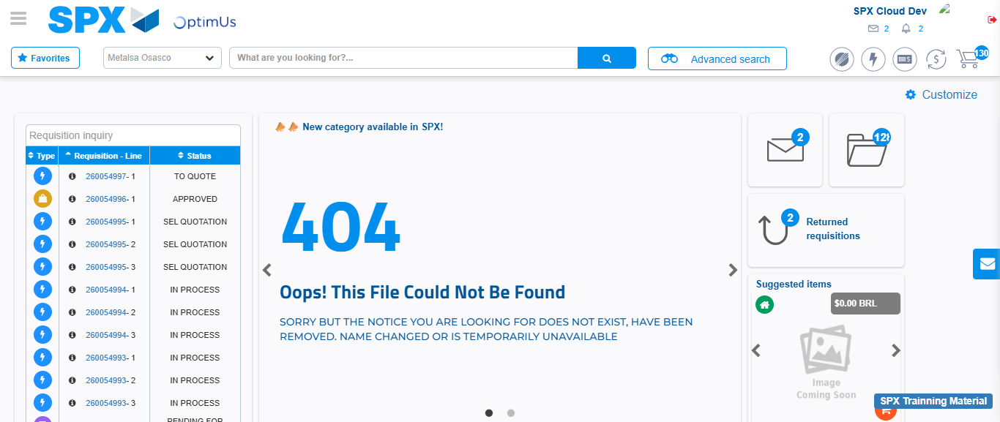 SPX
OptimUs
SPX Cloud Dev
2
2
Favorites
Metalsa Osasco
What are you looking for?...
Advanced search
130
Customize
Requisition inquiry
Type
Requisition - Line
Status
260054997- 1
TO QUOTE
260054996- 1
APPROVED
260054995- 1
SEL QUOTATION
260054995- 2
SEL QUOTATION
260054995- 3
SEL QUOTATION
260054994- 1
IN PROCESS
260054994- 2
IN PROCESS
260054994- 3
IN PROCESS
260054993- 1
IN PROCESS
260054993- 2
IN PROCESS
260054993- 3
IN PROCESS
PENDING FOR
New category available in SPX!
404
Oops! This File Could Not Be Found
SORRY BUT THE NOTICE YOU ARE LOOKING FOR DOES NOT EXIST, HAVE BEEN
REMOVED. NAME CHANGED OR IS TEMPORARILY UNAVAILABLE
2
2
Returned
requisitions
Suggested items
$0.00 BRL
Image
Coming Soon
SPX Trainning Material